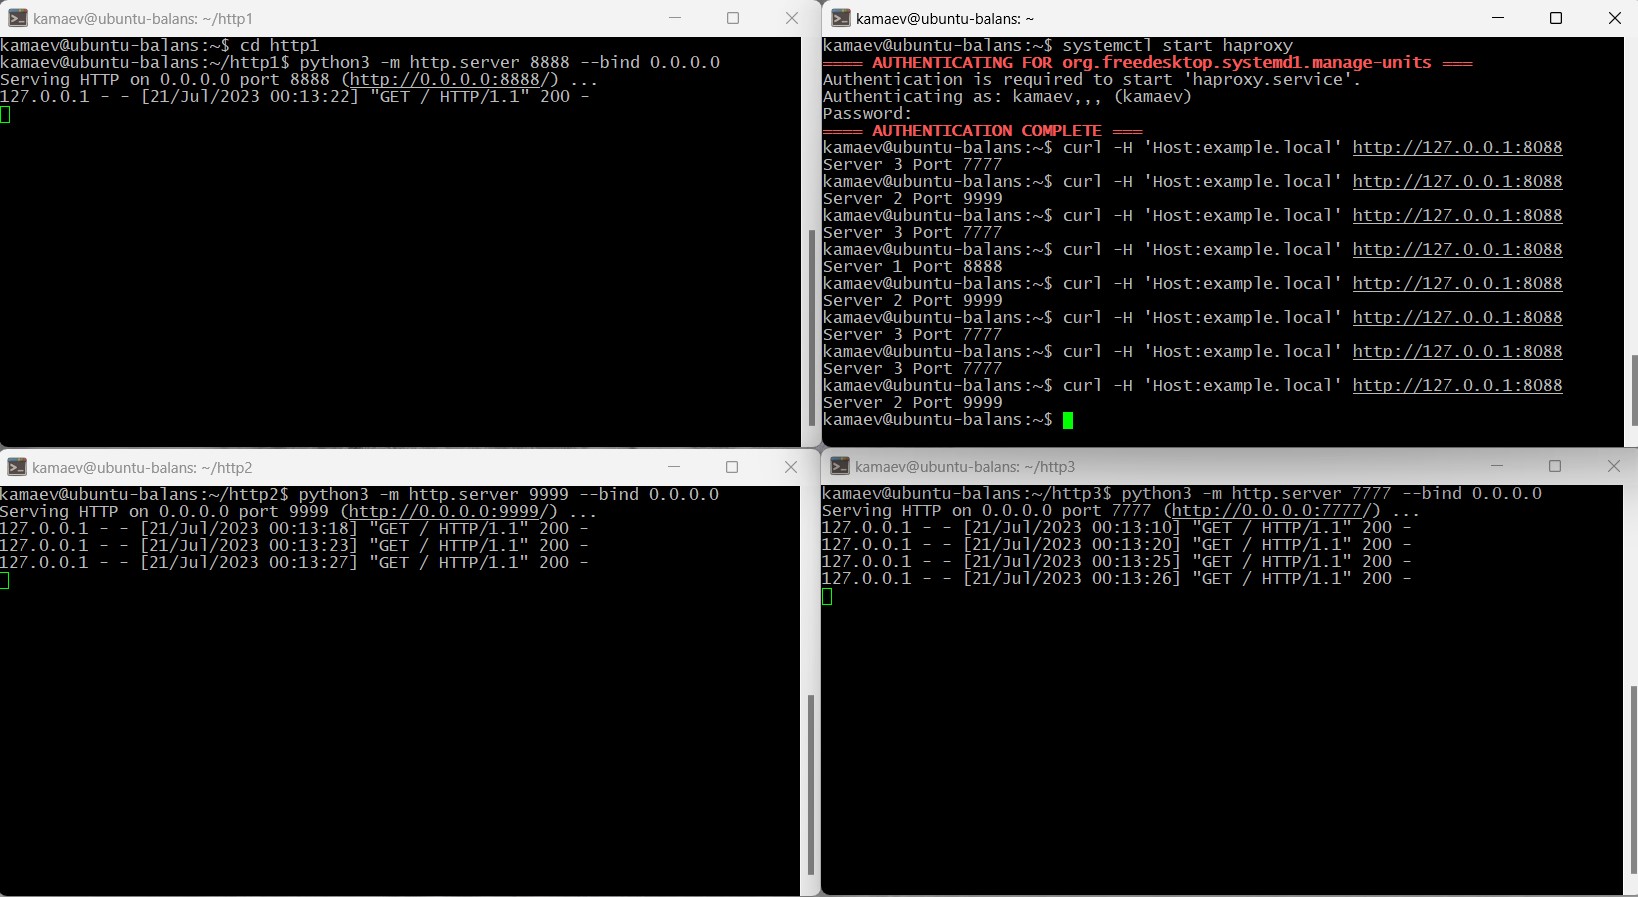 kamaev@ubuntu-balans: ~/http1
kamaev@ubuntu-balans:~$ cd http1
kamaev@ubuntu-balans:~/http1$ python3 -m http.server 8888 --bind 0.0.0.0
Serving HTTP on 0.0.0.0 port 8888 (http://0.0.0.0:8888/) ...
127.0.0.1 - - [21/Jul/2023 00:13:22] "GET / HTTP/1.1" 200 -
kamaev@ubuntu-balans: ~
kamaev@ubuntu-balans:~$ systemctl start haproxy
==== AUTHENTICATING FOR org.freedesktop.systemd1.manage-units ===
Authentication is required to start 'haproxy.service'.
Authenticating as: kamaev,,, (kamaev)
Password:
==== AUTHENTICATION COMPLETE ===
kamaev@ubuntu-balans:~$ curl -H 'Host:example.local' http://127.0.0.1:8088
Server 3 Port 7777
kamaev@ubuntu-balans:~$ curl -H 'Host:example.local' http://127.0.0.1:8088
Server 2 Port 9999
kamaev@ubuntu-balans:~$ curl -H 'Host:example.local' http://127.0.0.1:8088
Server 3 Port 7777
kamaev@ubuntu-balans:~$ curl -H 'Host:example.local' http://127.0.0.1:8088
Server 1 Port 8888
kamaev@ubuntu-balans:~$ curl -H 'Host:example.local' http://127.0.0.1:8088
Server 2 Port 9999
kamaev@ubuntu-balans:~$ curl -H 'Host:example.local' http://127.0.0.1:8088
Server 3 Port 7777
kamaev@ubuntu-balans:~$ curl -H 'Host:example.local' http://127.0.0.1:8088
Server 3 Port 7777
kamaev@ubuntu-balans:~$ curl -H 'Host:example.local' http://127.0.0.1:8088
Server 2 Port 9999
kamaev@ubuntu-balans:~$
kamaev@ubuntu-balans: ~/http2
kamaev@ubuntu-balans:~/http2$ python3 -m http.server 9999 --bind 0.0.0.0
Serving HTTP on 0.0.0.0 port 9999 (http://0.0.0.0:9999/) ...
127.0.0.1 - - [21/Jul/2023 00:13:18] "GET / HTTP/1.1" 200 -
127.0.0.1 - - [21/Jul/2023 00:13:23] "GET / HTTP/1.1" 200 -
127.0.0.1 - - [21/Jul/2023 00:13:27] "GET / HTTP/1.1" 200 -
kamaev@ubuntu-balans: ~/http3
kamaev@ubuntu-balans:~/http3$ python3 -m http.server 7777 --bind 0.0.0.0
Serving HTTP on 0.0.0.0 port 7777 (http://0.0.0.0:7777/) ...
127.0.0.1 - - [21/Jul/2023 00:13:10] "GET / HTTP/1.1" 200 -
127.0.0.1 - - [21/Jul/2023 00:13:20] "GET / HTTP/1.1" 200 -
127.0.0.1 - - [21/Jul/2023 00:13:25] "GET / HTTP/1.1" 200 -
127.0.0.1 - - [21/Jul/2023 00:13:26] "GET / HTTP/1.1" 200 -